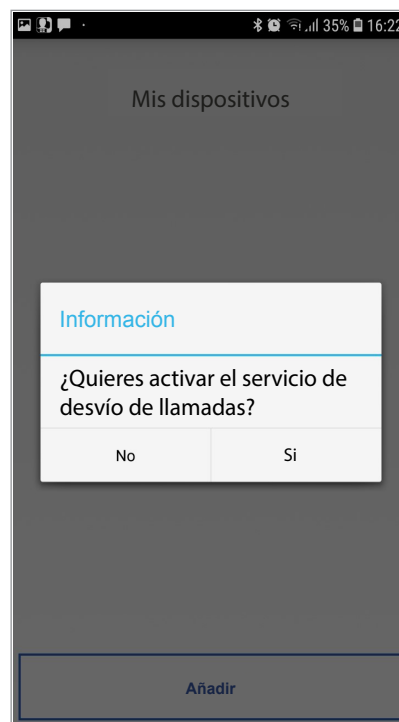 35% 16:22
Mis dispositivos
Información
¿Quieres activar el servicio de
desvío de llamadas?
No Si
Añadir